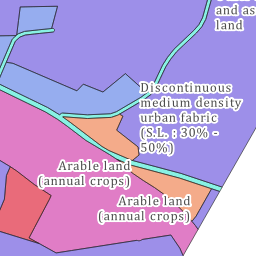 and as
land
Discontinuous
medium density
urban fabric
(S.L. : 30% -
50%)
Arable land
(annual crops)
Arable land
(annual crops)